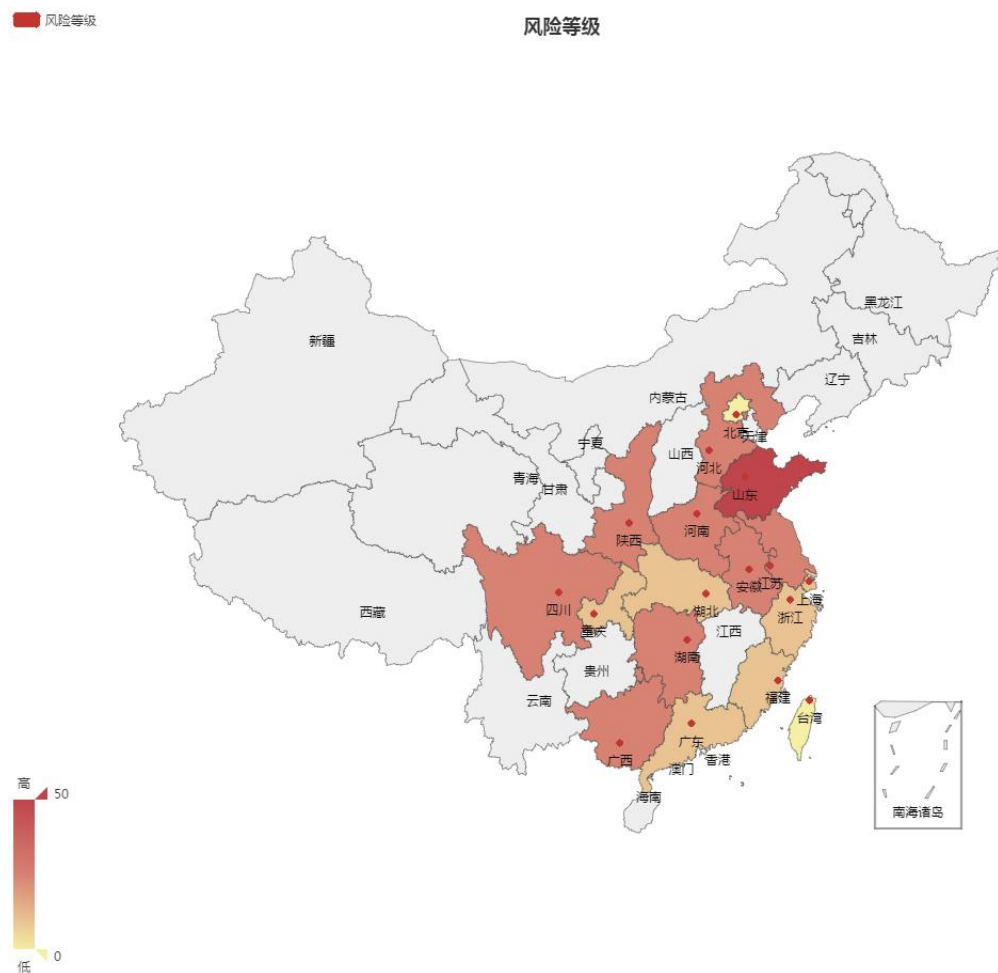 风险等级
风险等级
黑龙江
新疆
吉林
辽宁
内蒙古
北京
天津
宁夏
山西
河北
青海
甘肃
山东
河南
陕西
安徽
江苏
上海
四川
湖北
西藏
浙江
重庆
江西
湖南
贵州
云南
福建
台湾
广东
广西
香港
澳门
海南
南海诸岛
高
50
0
低